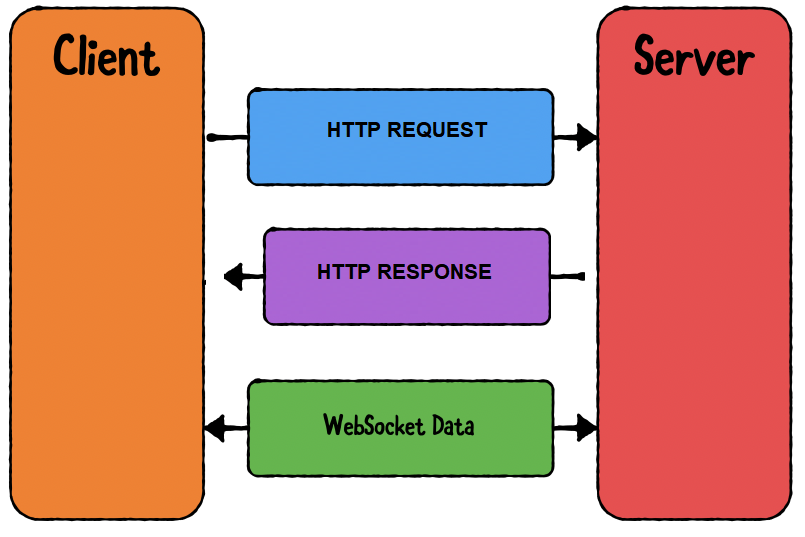 Client
Server
HTTP REQUEST
HTTP RESPONSE
WebSocket Data